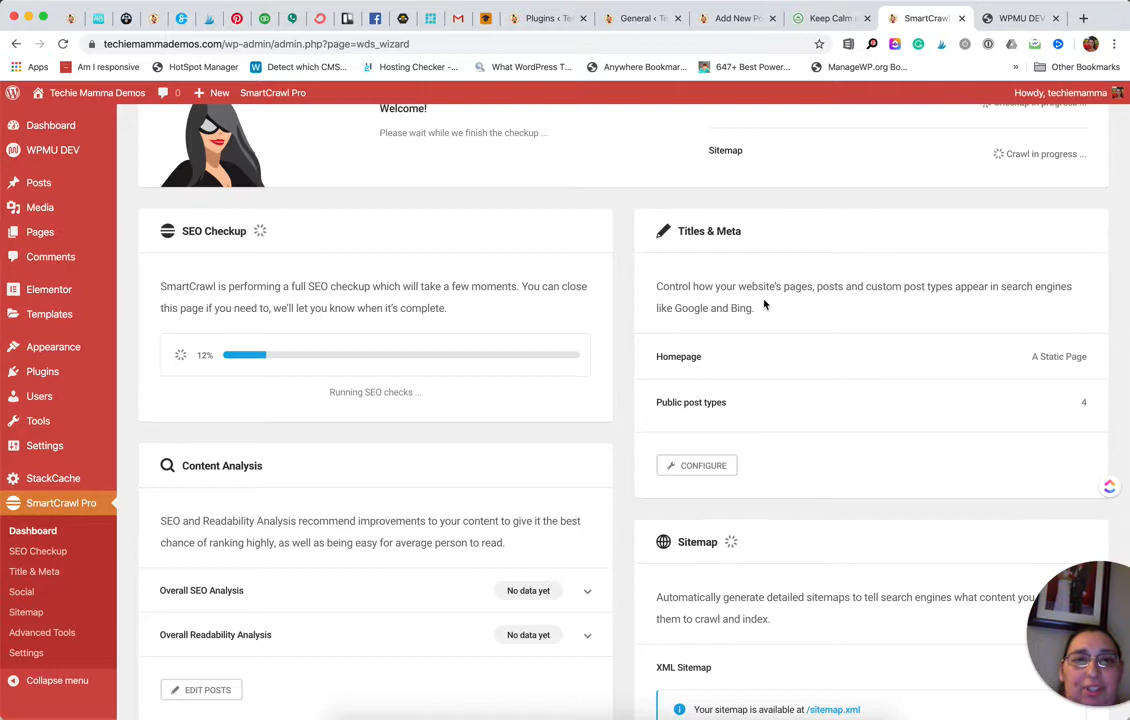 Plugins ‹ Te
General ‹ T
Add New Po
Keep Calm a
SmartCrawl
WPMU DEV
techiemammademos.com/wp-admin/admin.php?page=wds_wizard
Apps
Am I responsive
HotSpot Manager
Detect which CMS...
Hosting Checker -...
What WordPress T...
Anywhere Bookmar...
647+ Best Power...
ManageWP.org Bo...
»
Other Bookmarks
Techie Mamma Demos
0
New
SmartCrawl Pro
Howdy, techiemamma
Dashboard
WPMU DEV
Posts
Media
Pages
Comments
Elementor
Templates
Appearance
Plugins
Users
Tools
Settings
StackCache
SmartCrawl Pro
Dashboard
SEO Checkup
Title & Meta
Social
Sitemap
Advanced Tools
Settings
Collapse menu
Welcome!
Please wait while we finish the checkup ...
Checkup in progress ...
Sitemap
Crawl in progress ...
SEO Checkup
SmartCrawl is performing a full SEO checkup which will take a few moments. You can close
this page if you need to, we'll let you know when it's complete.
12%
Running SEO checks ...
Content Analysis
SEO and Readability Analysis recommend improvements to your content to give it the best
chance of ranking highly, as well as being easy for average person to read.
Overall SEO Analysis
No data yet
Overall Readability Analysis
No data yet
EDIT POSTS
Titles & Meta
Control how your website's pages, posts and custom post types appear in search engines
like Google and Bing.
Homepage
A Static Page
Public post types
4
CONFIGURE
Sitemap
Automatically generate detailed sitemaps to tell search engines what content you
them to crawl and index.
XML Sitemap
Your sitemap is available at /sitemap.xml